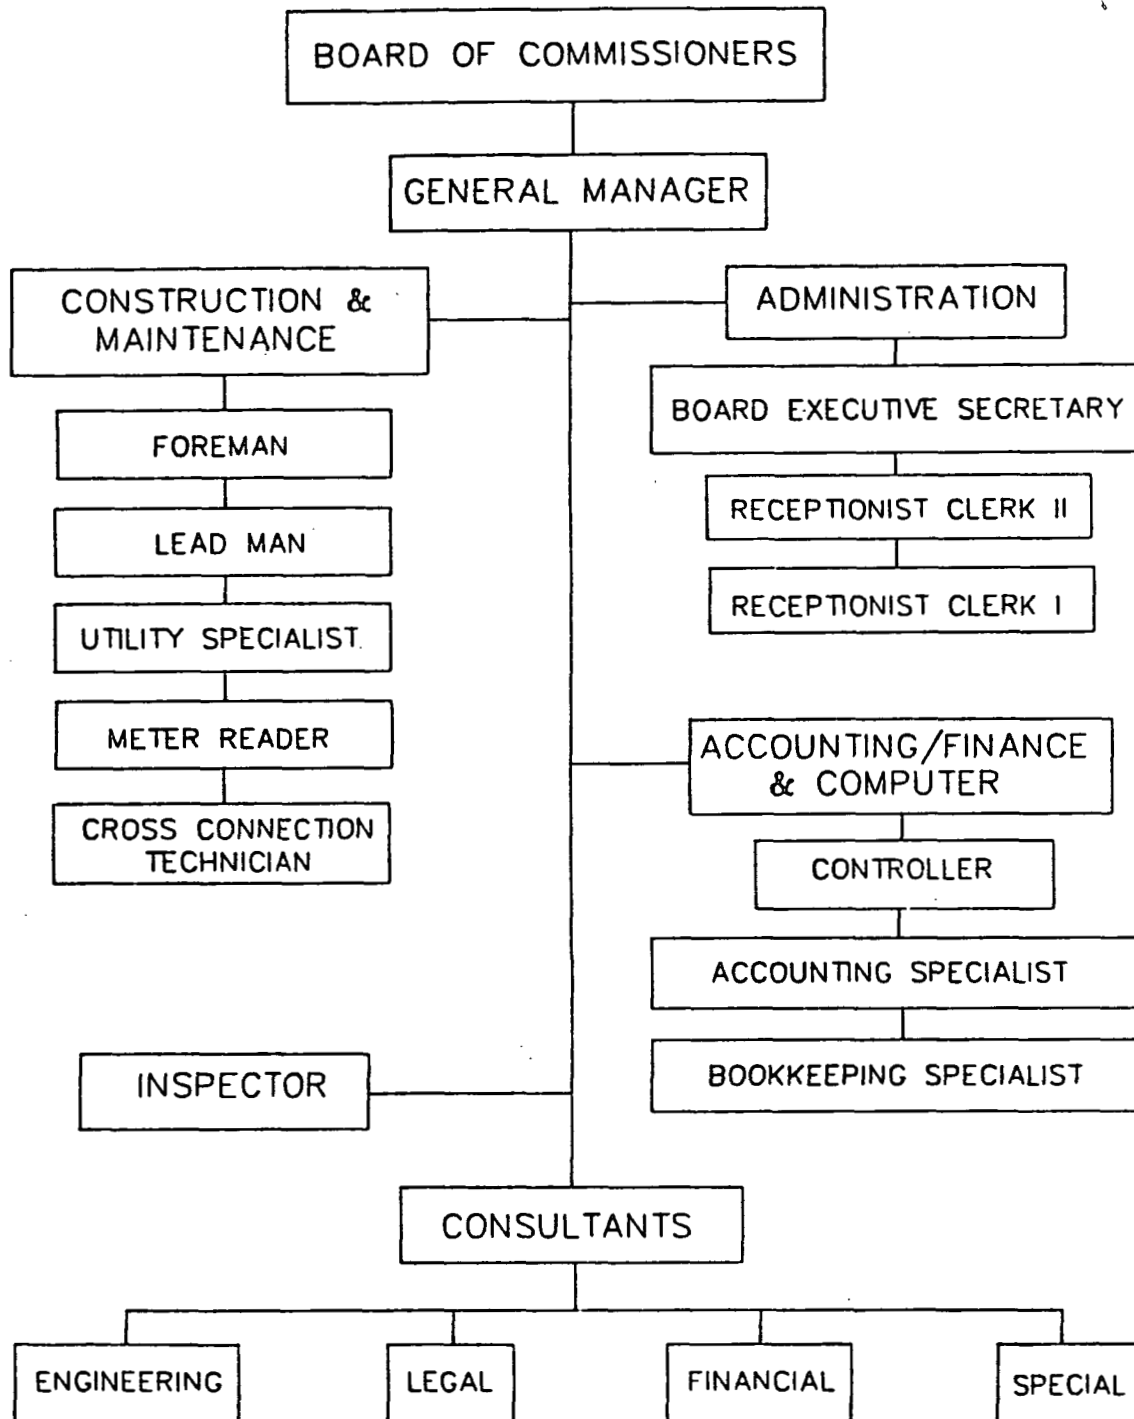 BOARD OF COMMISSIONERS
GENERAL MANAGER
CONSTRUCTION &
MAINTENANCE
FOREMAN
LEAD MAN
UTILITY SPECIALIST
METER READER
CROSS CONNECTION
TECHNICIAN
ADMINISTRATION
BOARD EXECUTIVE SECRETARY
RECEPTIONIST CLERK II
RECEPTIONIST CLERK I
ACCOUNTING/FINANCE
& COMPUTER
CONTROLLER
ACCOUNTING SPECIALIST
BOOKKEEPING SPECIALIST
INSPECTOR
CONSULTANTS
ENGINEERING
LEGAL
FINANCIAL
SPECIAL